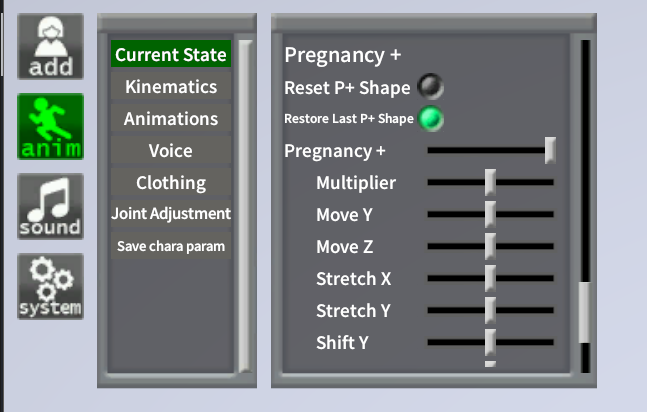 add
anim
sound
system
Current State
Kinematics
Animations
Voice
Clothing
Joint Adjustment
Save chara param
Pregnancy +
Reset P+ Shape
Restore Last P+ Shape
Pregnancy +
Multiplier
Move Y
Move Z
Stretch X
Stretch Y
Shift Y